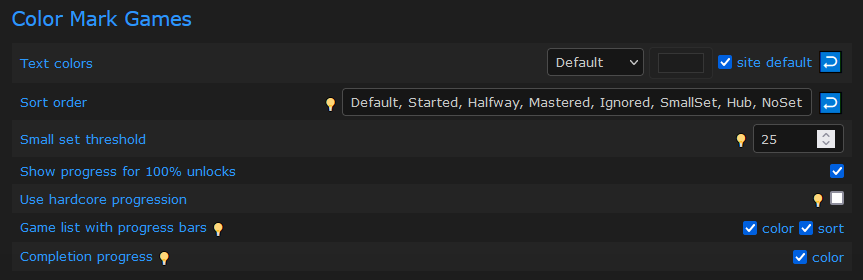 Color Mark Games
Text colors Default site default
Sort order Default, Started, Halfway, Mastered, Ignored, SmallSet, Hub, NoSet
Small set threshold 25
Show progress for 100% unlocks
Use hardcore progression
Game list with progress bars color sort
Completion progress color